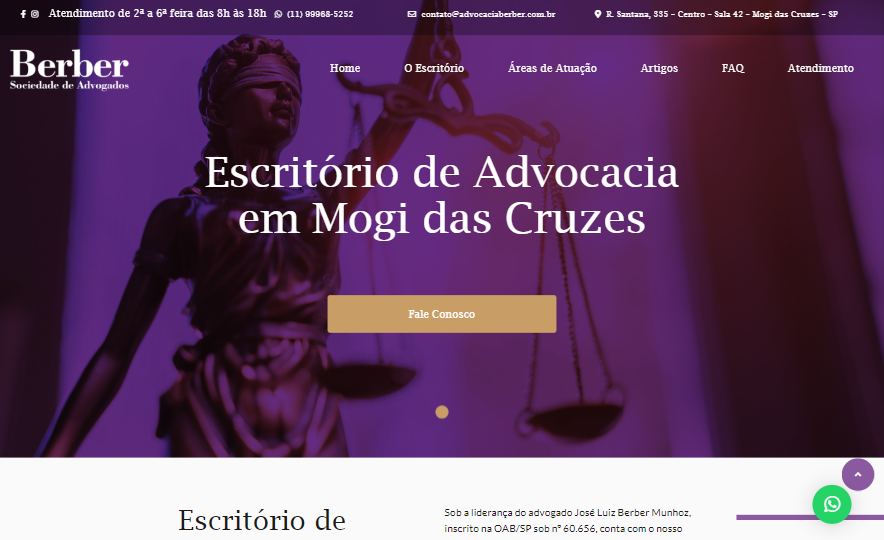 Atendimento de 2ª a 6ª feira das 8h às 18h (11) 99968-5252 contato@advocaciaberber.com.br R. Santana, 335 – Centro – Sala 42 – Mogi das Cruzes – SP
Berber
Sociedade de Advogados
Home O Escritório Áreas de Atuação Artigos FAQ Atendimento
Escritório de Advocacia
em Mogi das Cruzes
Fale Conosco
Escritório de
Sob a liderança do advogado José Luiz Berber Munhoz,
inscrito na OAB/SP sob nº 60.656, conta com o nosso